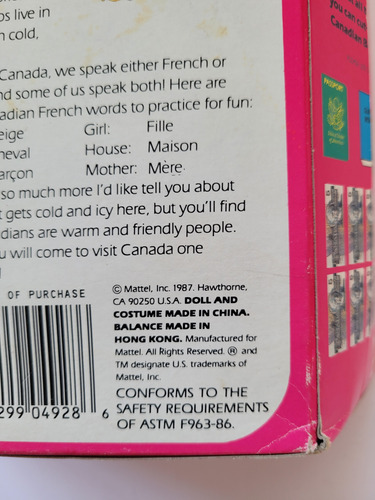 os live in
cold,
Canada, we speak either French or
nd some of us speak both! Here are
adian French words to practice for fun:
eige Girl: Fille
heval House: Maison
arçon Mother: Mère
so much more I'd like tell you about
t gets cold and icy here, but you'll find
dians are warm and friendly people.
u will come to visit Canada one
OF PURCHASE
© Mattel, Inc. 1987. Hawthorne,
CA 90250 U.S.A. DOLL AND
COSTUME MADE IN CHINA.
BALANCE MADE IN
HONG KONG. Manufactured for
Mattel. All Rights Reserved. ® and
TM designate U.S. trademarks of
Mattel, Inc.
299 04928 6
CONFORMS TO THE
SAFETY REQUIREMENTS
OF ASTM F963-86.
all
you can cu
Canadian
PASSPORT